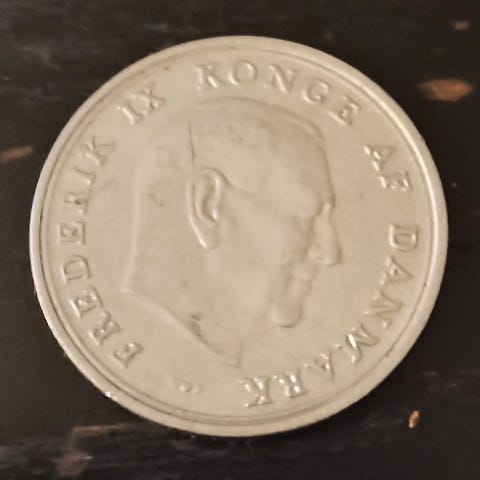 FREDERIK IX KONGE AF DANMARK